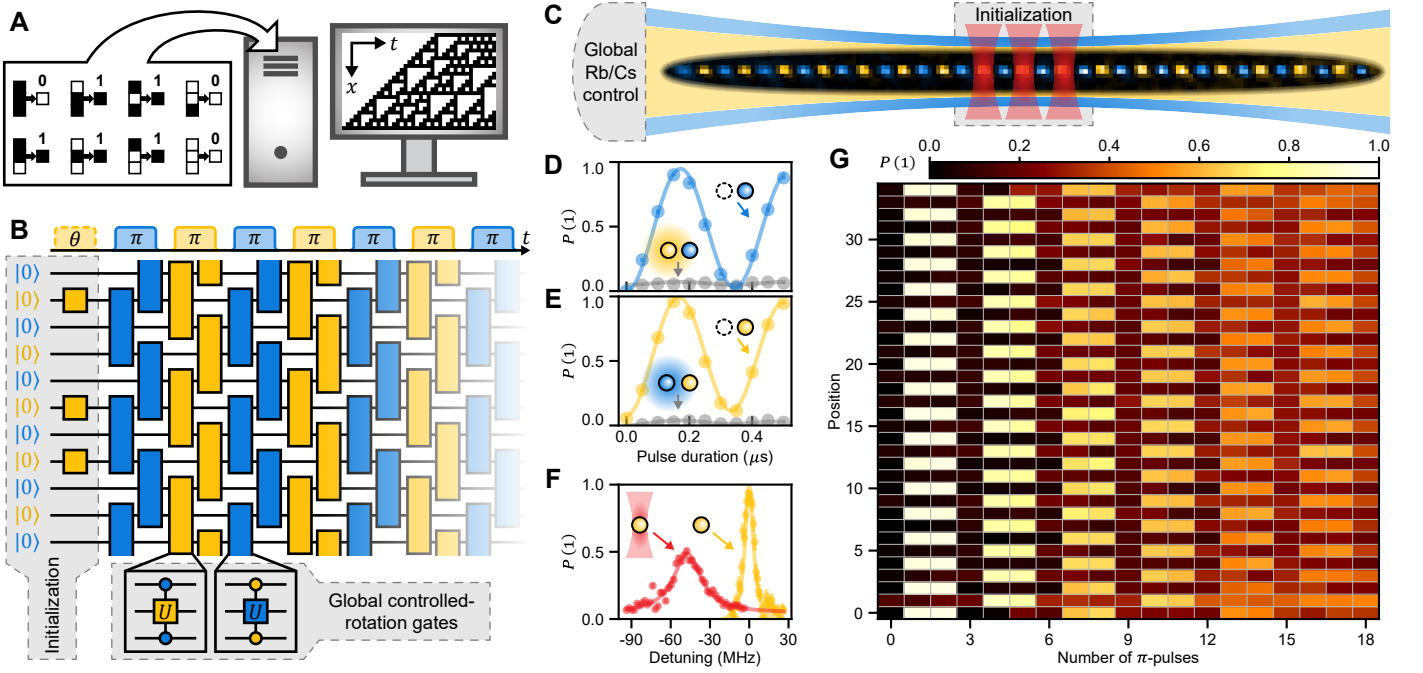 A
0 1 1 0
1 1 1 0
t
x
B
θ π π π π π π π t
|0⟩
|0⟩
|0⟩
|0⟩
|0⟩
|0⟩
|0⟩
|0⟩
|0⟩
|0⟩
|0⟩
Initialization
U U
Global controlled-
rotation gates
C
Global
Rb/Cs
control
Initialization
D
P(1)
1.0
0.5
0.0
E
P(1)
1.0
0.5
0.0
0.0 0.2 0.4
Pulse duration (μs)
F
P(1)
1.0
0.5
0.0
-90 -60 -30 0 30
Detuning (MHz)
G
P(1)
0.0 0.2 0.4 0.6 0.8 1.0
Position
30
25
20
15
10
5
0
0 3 6 9 12 15 18
Number of π-pulses